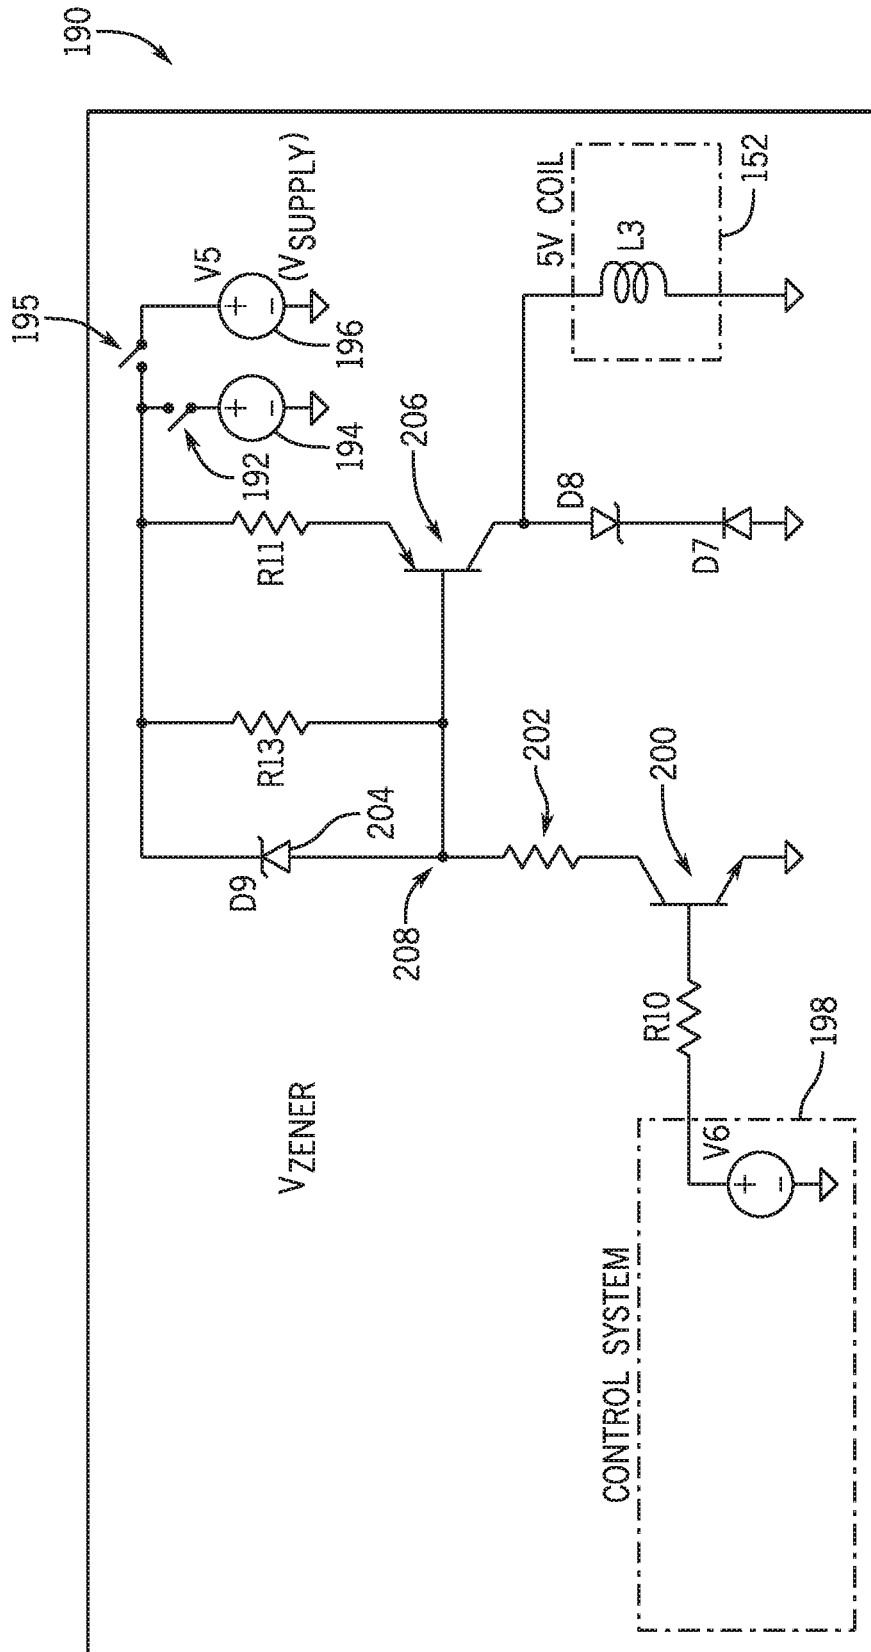 190
195
V5
(VSUPPLY)
196
192
194
5V COIL
L3
152
206
R11
D8
D7
R13
D9
204
208
202
200
R10
198
VZENER
CONTROL SYSTEM
V6